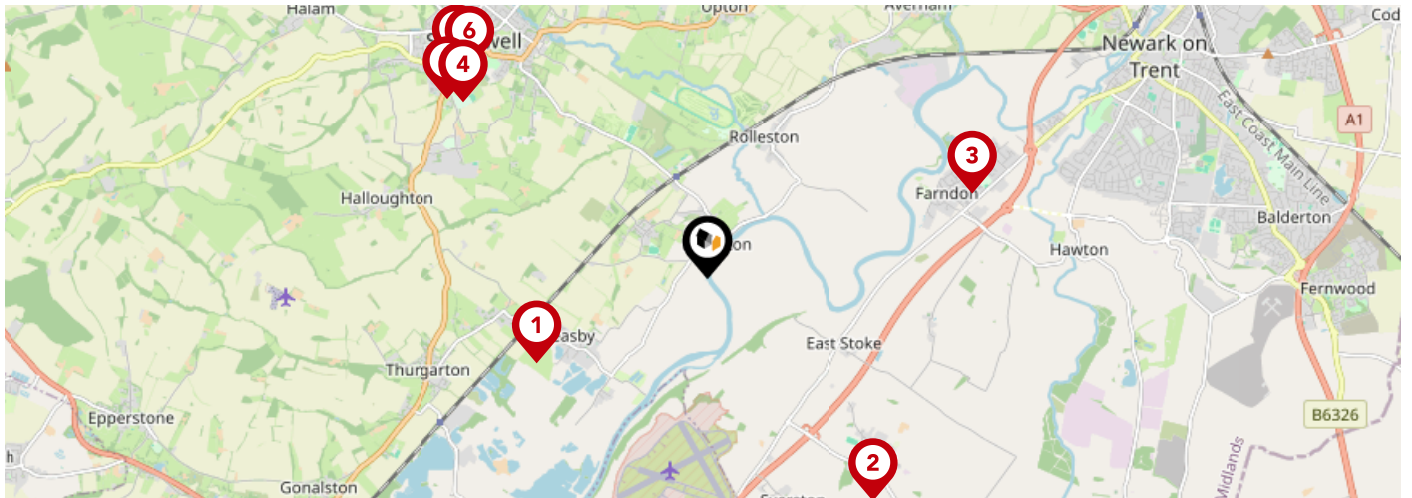 Halam
Upton
Averham
Cod
6
Newark on
Trent
4
East Coast Main Line
A1
Rolleston
3
Farndon
Halloughton
Balderton
Hawton
Fernwood
1
East Stoke
Thurgarton
Epperstone
B6326
2
Midlands
Gonalston